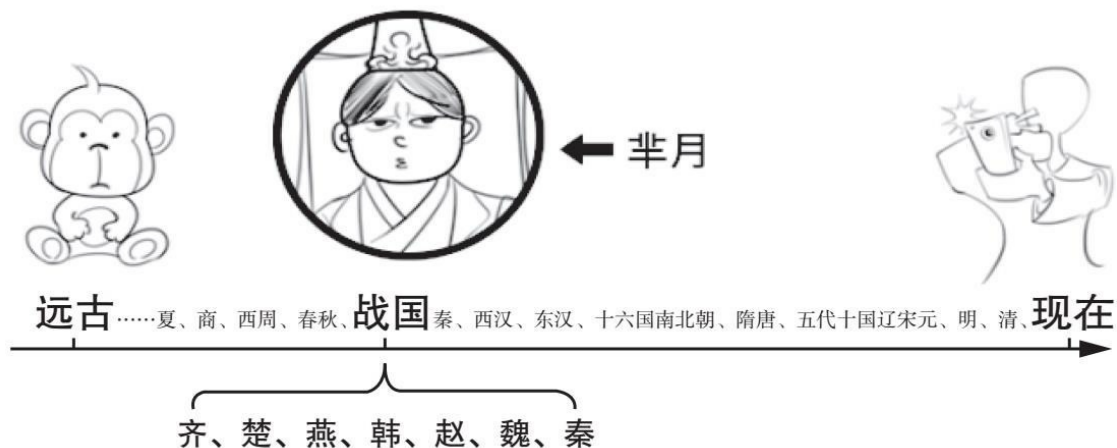 芈月
远古……夏、商、西周、春秋、战国秦、西汉、东汉、十六国南北朝、隋唐、五代十国辽宋元、明、清、现在
齐、楚、燕、韩、赵、魏、秦